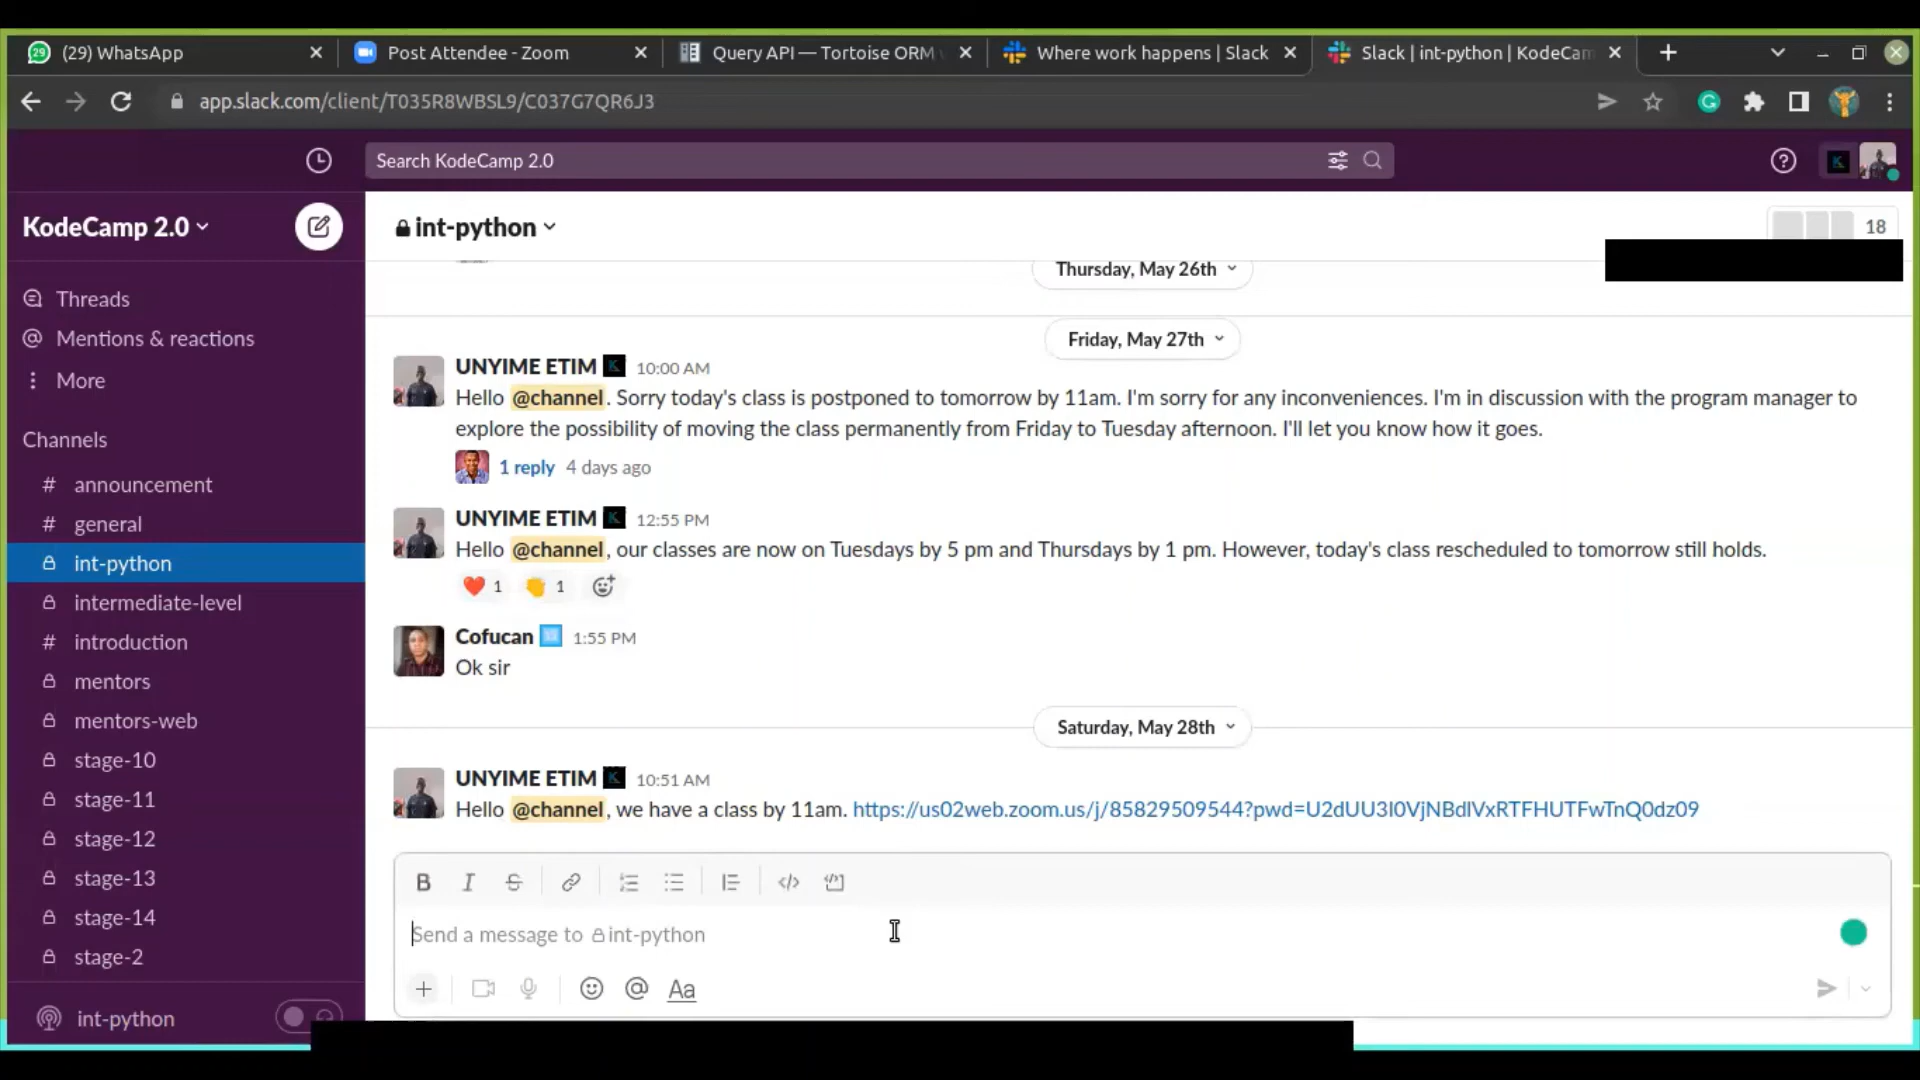 (29) WhatsApp
Post Attendee - Zoom
Query API — Tortoise ORM
Where work happens | Slack
Slack | int-python | KodeCam
app.slack.com/client/T035R8WBSL9/C037G7QR6J3
Search KodeCamp 2.0
KodeCamp 2.0
int-python
18
Threads
Mentions & reactions
More
Channels
announcement
general
int-python
intermediate-level
introduction
mentors
mentors-web
stage-10
stage-11
stage-12
stage-13
stage-14
stage-2
int-python
Thursday, May 26th
Friday, May 27th
UNYIME ETIM 10:00 AM
Hello @channel. Sorry today's class is postponed to tomorrow by 11am. I'm sorry for any inconveniences. I'm in discussion with the program manager to
explore the possibility of moving the class permanently from Friday to Tuesday afternoon. I'll let you know how it goes.
1 reply 4 days ago
UNYIME ETIM 12:55 PM
Hello @channel, our classes are now on Tuesdays by 5 pm and Thursdays by 1 pm. However, today's class rescheduled to tomorrow still holds.
1 1
Cofucan 1:55 PM
Ok sir
Saturday, May 28th
UNYIME ETIM 10:51 AM
Hello @channel, we have a class by 11am. https://us02web.zoom.us/j/85829509544?pwd=U2dUU3l0VjNBdlVxRTFHUTFwTnQ0dz09
Send a message to int-python
Aa